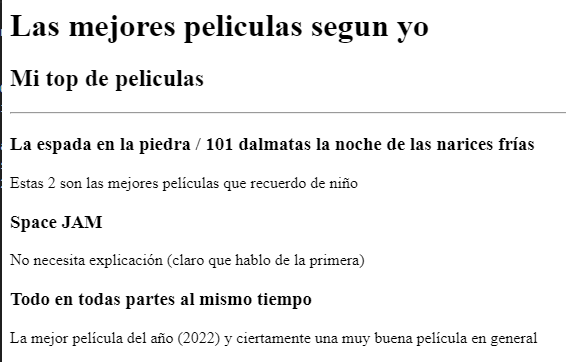 Las mejores peliculas segun yo
Mi top de peliculas
La espada en la piedra / 101 dalmatas la noche de las narices frías
Estas 2 son las mejores películas que recuerdo de niño
Space JAM
No necesita explicación (claro que hablo de la primera)
Todo en todas partes al mismo tiempo
La mejor película del año (2022) y ciertamente una muy buena película en general